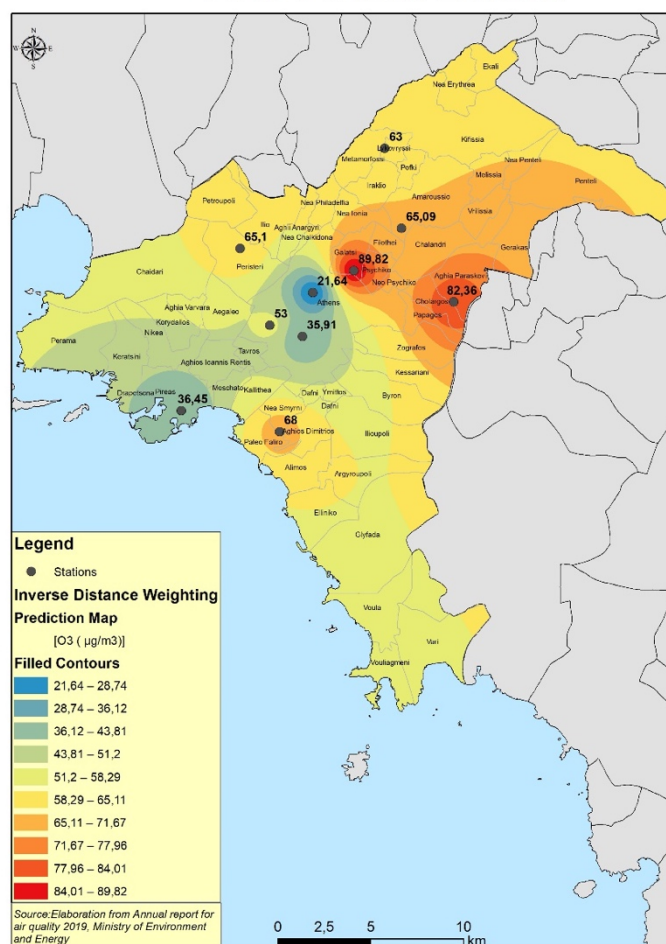 N
W
E
S
Ekali
Nea Erythrea
63
Lykovryssi
Kifissia
Metamorfossi
Pefki
Nea Penteli
Iraklio
Melissia
Penteli
Petroupoli
Nea Philadelfia
Amaroussio
Ilio
Aghii Anargyri
Nea Ionia
65,09
Vrilissia
65,1
Nea Chalkidona
Filothei
Chalandri
Galatsi
Gerakas
Peristeri
89,82
Psychiko
Chaidari
21,64
Neo Psychiko
Aghia Paraskevi
82,36
Athens
Cholargos
Aghia Varvara
Aegaleo
53
Papagos
Korydallos
35,91
Perama
Nikea
Zografos
Keratsini
Tavros
Aghios Ioannis Rentis
Kessariani
Drapetsona
Pireas
Moschato
Kallithea
Dafni
Ymittos
Byron
36,45
Nea Smyrni
Dafni
68
Aghios Dimitrios
Paleo Faliro
Ilioupoli
Alimos
Argyroupoli
Elliniko
Glyfada
Voula
Vari
Vouliagmeni
Legend
Stations
Inverse Distance Weighting
Prediction Map
[O3 ( µg/m3)]
Filled Contours
21,64 – 28,74
28,74 – 36,12
36,12 – 43,81
43,81 – 51,2
51,2 – 58,29
58,29 – 65,11
65,11 – 71,67
71,67 – 77,96
77,96 – 84,01
84,01 – 89,82
Source:Elaboration from Annual report for
air quality 2019, Ministry of Environment
and Energy
0 2,5 5 10
km